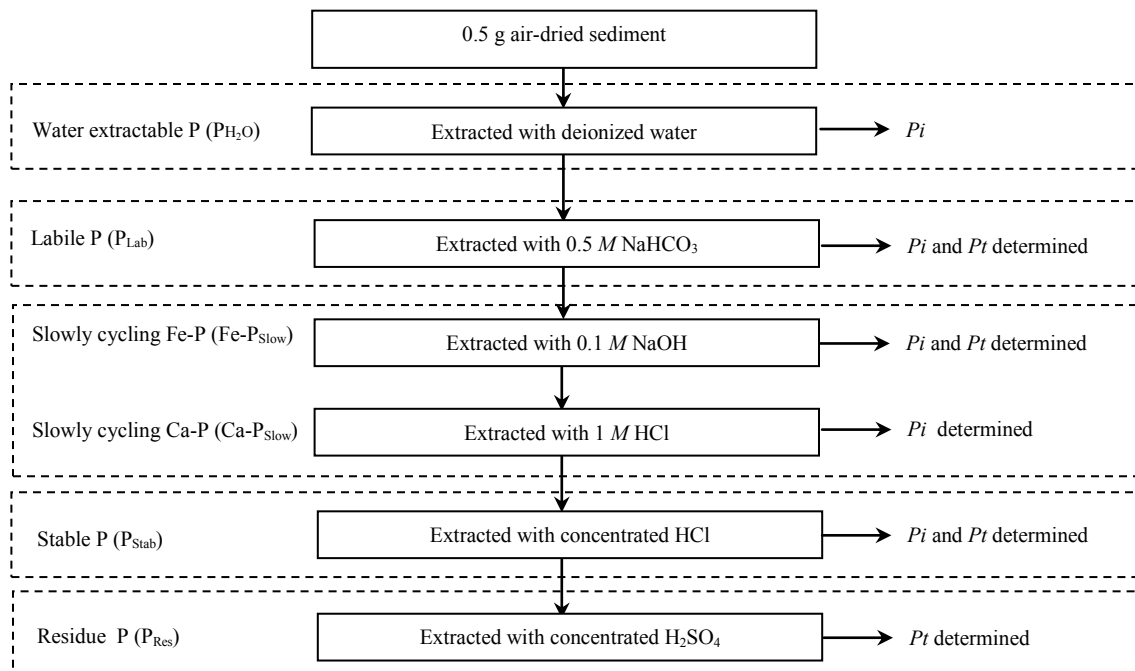 0.5 g air-dried sediment
Water extractable P (PH₂O)
Extracted with deionized water
Pi
Labile P (PLab)
Extracted with 0.5 M NaHCO₃
Pi and Pt determined
Slowly cycling Fe-P (Fe-PSlow)
Extracted with 0.1 M NaOH
Pi and Pt determined
Slowly cycling Ca-P (Ca-PSlow)
Extracted with 1 M HCl
Pi determined
Stable P (PStab)
Extracted with concentrated HCl
Pi and Pt determined
Residue P (PRes)
Extracted with concentrated H₂SO₄
Pt determined